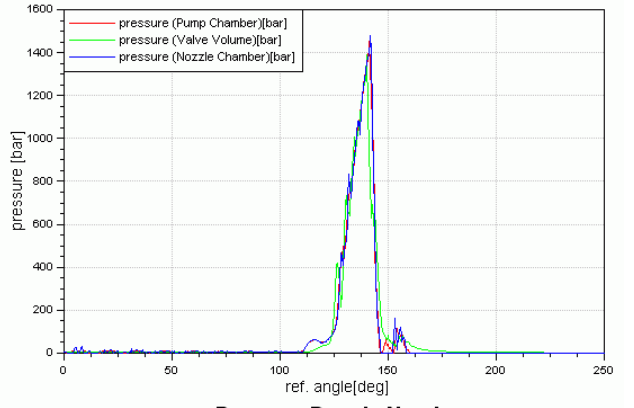 1600
1400
1200
1000
800
600
400
200
0
pressure [bar]
pressure (Pump Chamber)[bar]
pressure (Valve Volume)[bar]
pressure (Nozzle Chamber)[bar]
0 50 100 150 200 250
ref. angle[deg]